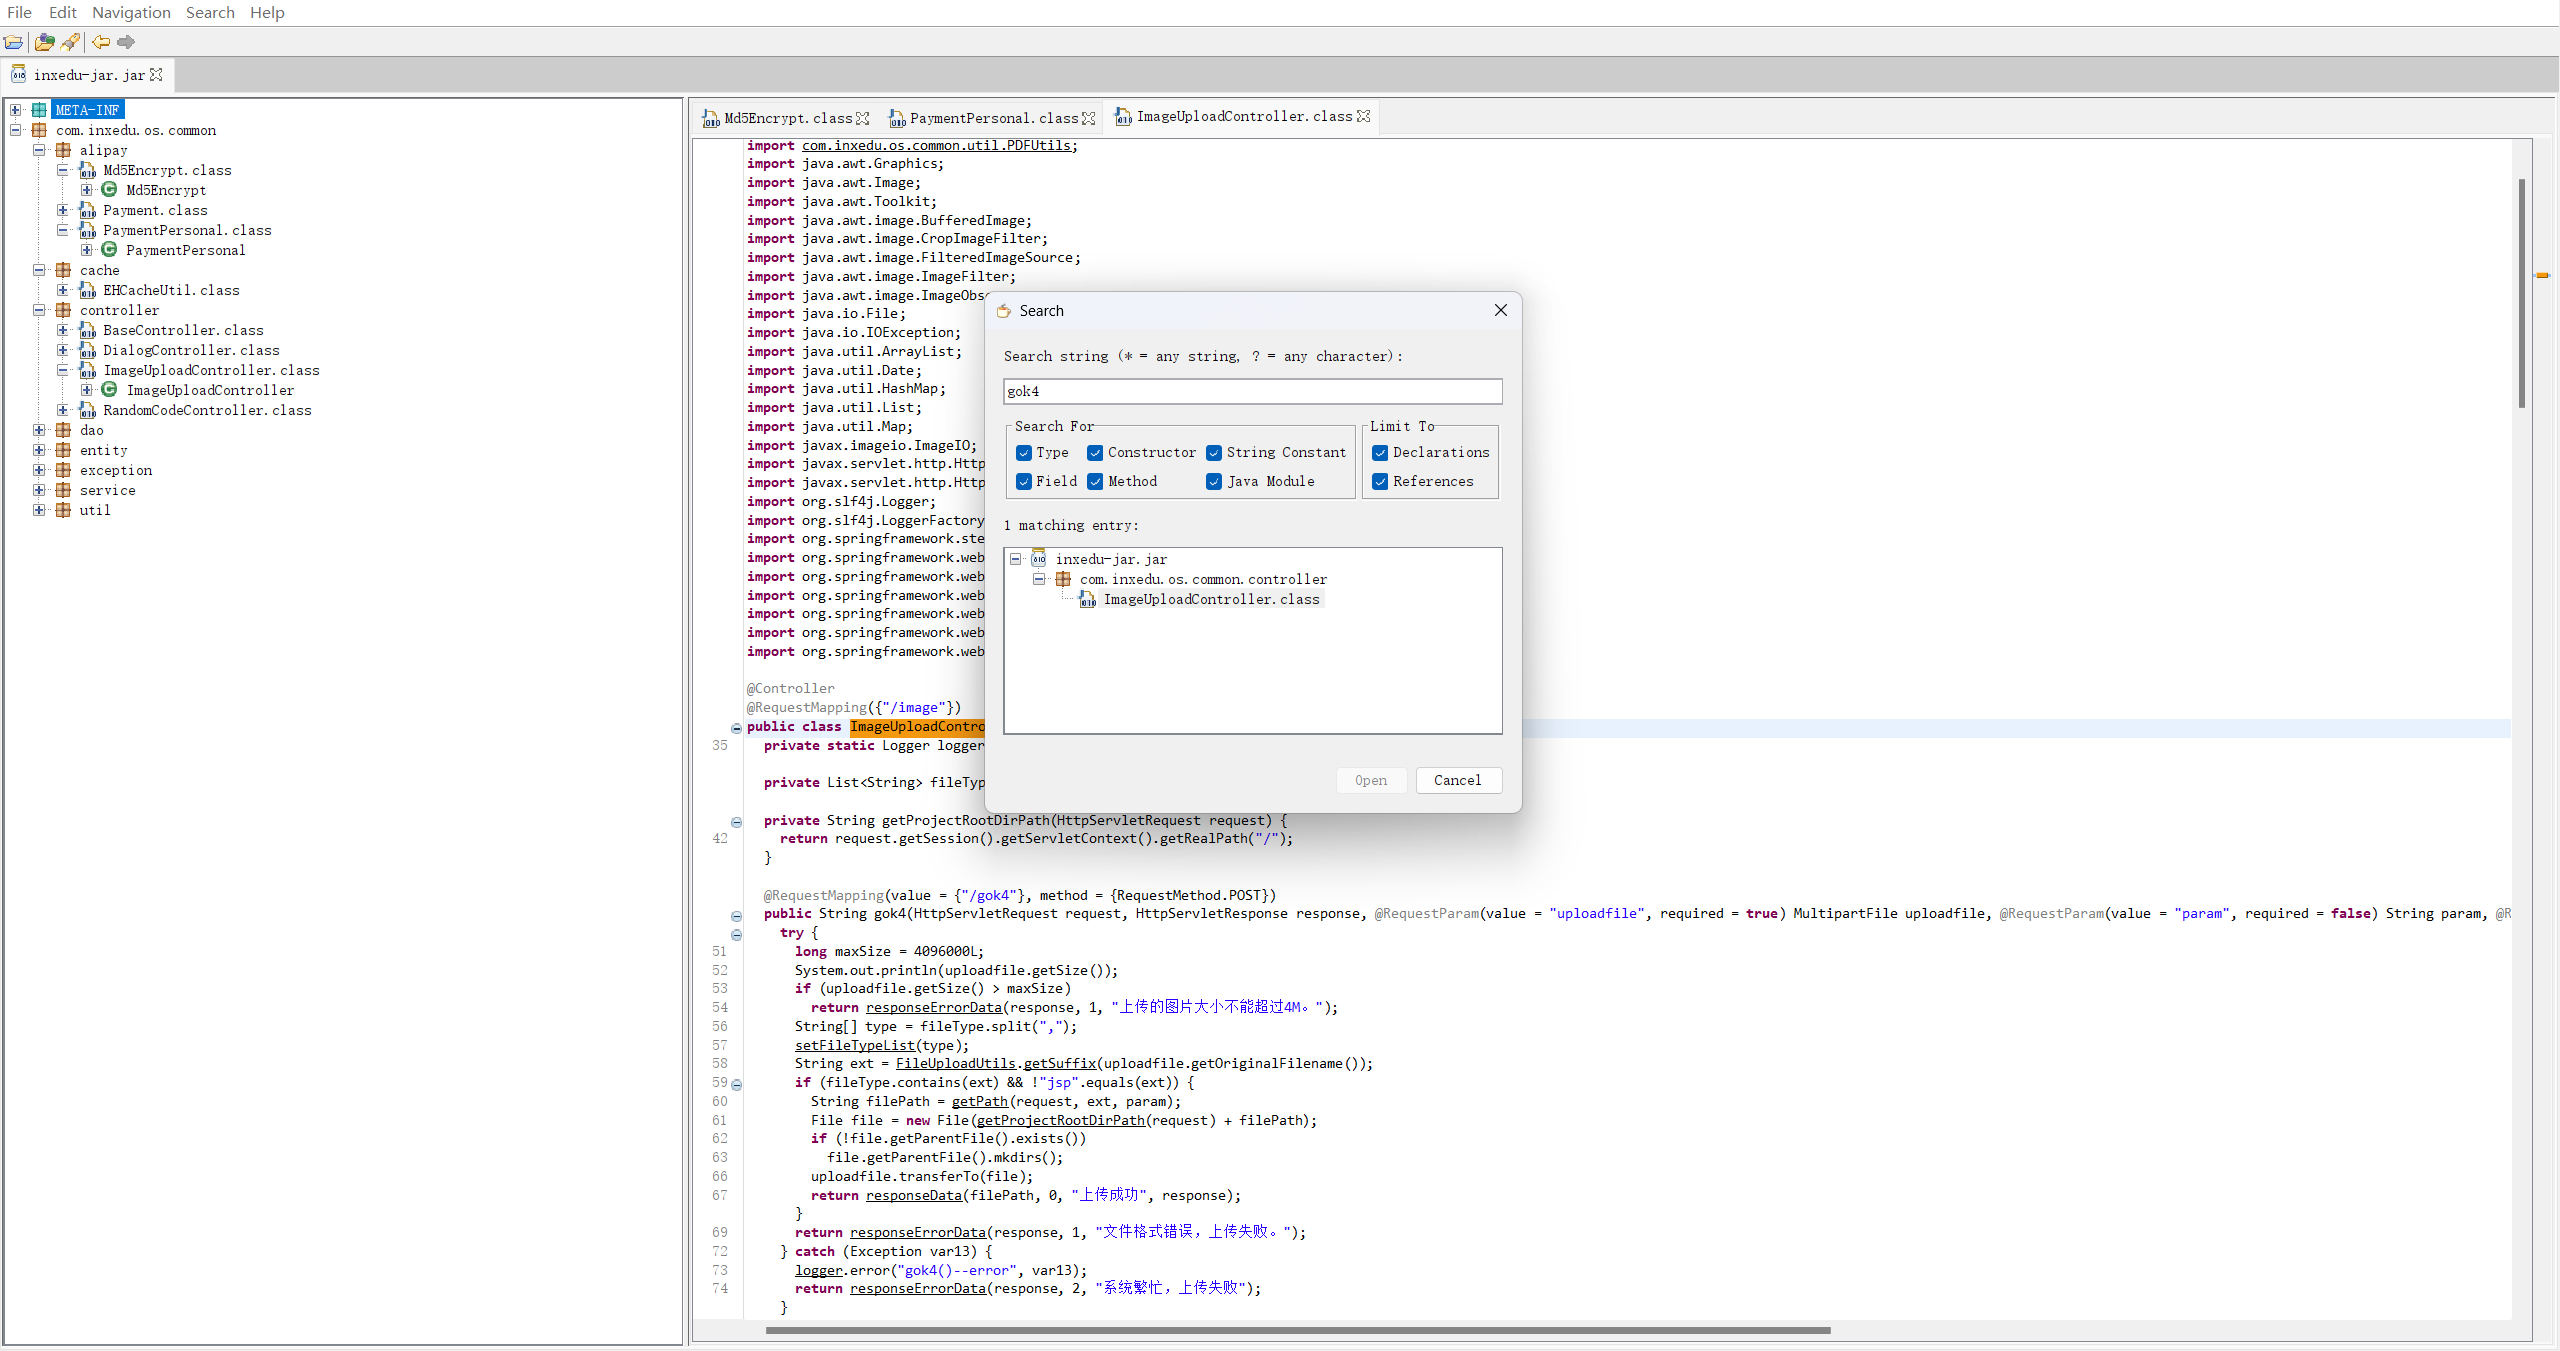 File Edit Navigation Search Help
inxedu-jar.jar
META-INF
com.inxedu.os.common
alipay
Md5Encrypt.class
Md5Encrypt
Payment.class
PaymentPersonal.class
PaymentPersonal
cache
EHCacheUtil.class
controller
BaseController.class
DialogController.class
ImageUploadController.class
ImageUploadController
RandomCodeController.class
dao
entity
exception
service
util
Md5Encrypt.class PaymentPersonal.class ImageUploadController.class
import com.inxedu.os.common.util.PDFUtils;
import java.awt.Graphics;
import java.awt.Image;
import java.awt.Toolkit;
import java.awt.image.BufferedImage;
import java.awt.image.CropImageFilter;
import java.awt.image.FilteredImageSource;
import java.awt.image.ImageFilter;
import java.awt.image.ImageObs
import java.io.File;
import java.io.IOException;
import java.util.ArrayList;
import java.util.Date;
import java.util.HashMap;
import java.util.List;
import java.util.Map;
import javax.imageio.ImageIO;
import javax.servlet.http.Http
import javax.servlet.http.Http
import org.slf4j.Logger;
import org.slf4j.LoggerFactory
import org.springframework.ste
import org.springframework.web
import org.springframework.web
import org.springframework.web
import org.springframework.web
import org.springframework.web
import org.springframework.web
@Controller
@RequestMapping({"/image"})
public class ImageUploadContro
35 private static Logger logger
private List<String> fileTyp
private String getProjectRootDirPath(HttpServletRequest request) {
42 return request.getSession().getServletContext().getRealPath("/");
}
@RequestMapping(value = {"/gok4"}, method = {RequestMethod.POST})
public String gok4(HttpServletRequest request, HttpServletResponse response, @RequestParam(value = "uploadfile", required = true) MultipartFile uploadfile, @RequestParam(value = "param", required = false) String param, @R
try {
51 long maxSize = 4096000L;
52 System.out.println(uploadfile.getSize());
53 if (uploadfile.getSize() > maxSize)
54 return responseErrorData(response, 1, "上传的图片大小不能超过4M。");
56 String[] type = fileType.split(",");
57 setFileTypeList(type);
58 String ext = FileUploadUtils.getSuffix(uploadfile.getOriginalFilename());
59 if (fileType.contains(ext) && !"jsp".equals(ext)) {
60 String filePath = getPath(request, ext, param);
61 File file = new File(getProjectRootDirPath(request) + filePath);
62 if (!file.getParentFile().exists())
63 file.getParentFile().mkdirs();
66 uploadfile.transferTo(file);
67 return responseData(filePath, 0, "上传成功", response);
}
69 return responseErrorData(response, 1, "文件格式错误，上传失败。");
72 } catch (Exception var13) {
73 logger.error("gok4()--error", var13);
74 return responseErrorData(response, 2, "系统繁忙，上传失败");
}
Search
Search string (* = any string, ? = any character):
gok4
Search For
Type Constructor String Constant
Field Method Java Module
Limit To
Declarations
References
1 matching entry:
inxedu-jar.jar
com.inxedu.os.common.controller
ImageUploadController.class
Open Cancel